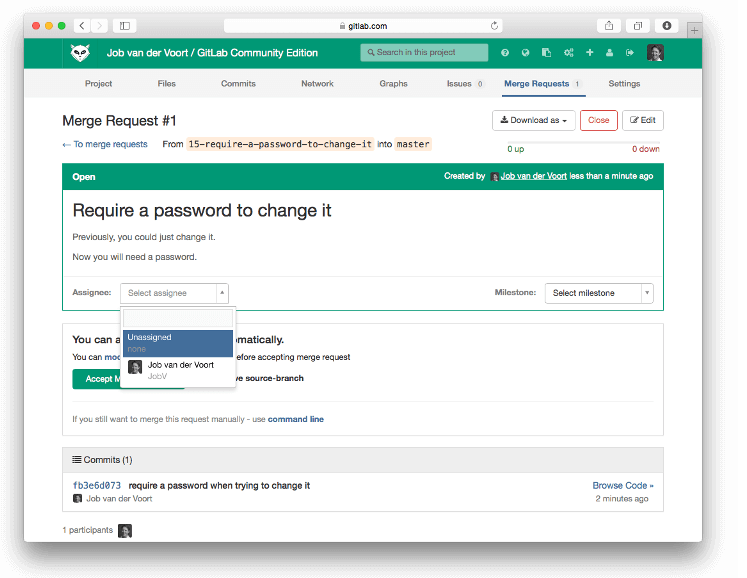 gitlab.com
Job van der Voort / GitLab Community Edition
Search in this project
Project Files Commits Network Graphs Issues 0 Merge Requests 1 Settings
Merge Request #1
Download as Close Edit
← To merge requests From 15-require-a-password-to-change-it into master
0 up 0 down
Open Created by Job van der Voort less than a minute ago
Require a password to change it
Previously, you could just change it.
Now you will need a password.
Assignee: Select assignee Milestone: Select milestone
Unassigned
none
Job van der Voort
JobV
You can a omatically.
You can mod efore accepting merge request
Accept M ve source-branch
If you still want to merge this request manually - use command line
Commits (1)
fb3e6d073 require a password when trying to change it Browse Code »
Job van der Voort 2 minutes ago
1 participants